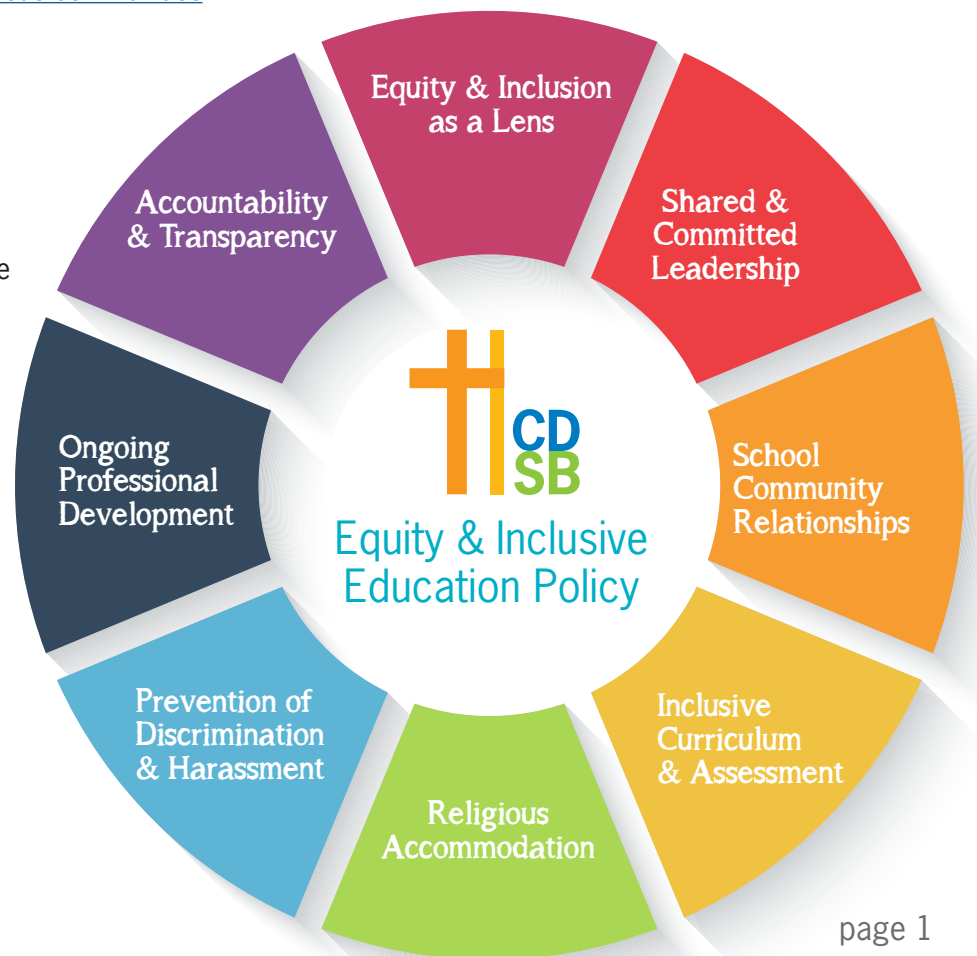 Equity & Inclusion
as a Lens
Shared &
Committed
Leadership
School
Community
Relationships
Inclusive
Curriculum
& Assessment
Religious
Accommodation
Prevention of
Discrimination
& Harassment
Ongoing
Professional
Development
Accountability
& Transparency
e
HCD
SB
Equity & Inclusive
Education Policy
page 1